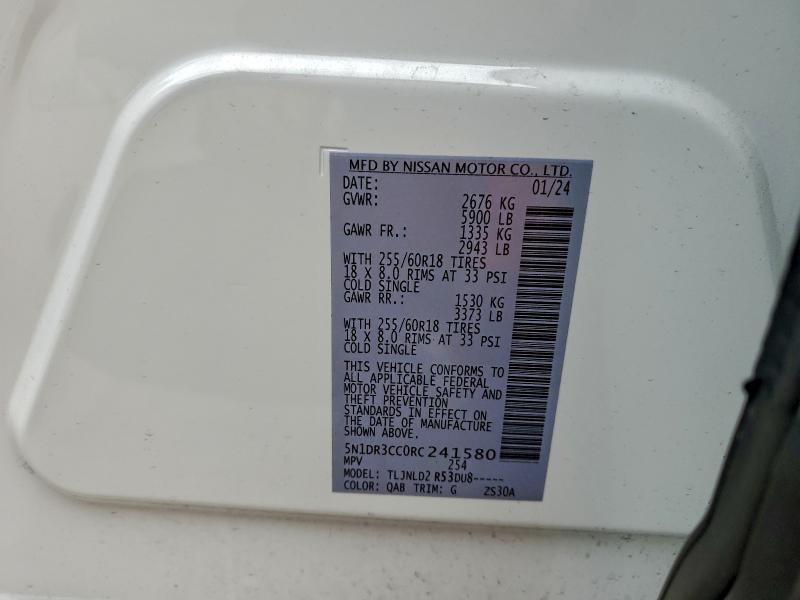 MFD BY NISSAN MOTOR CO., LTD.
DATE: 01/24
GVWR: 2676 KG
5900 LB
GAWR FR.: 1335 KG
2943 LB
WITH 255/60R18 TIRES
18 X 8.0 RIMS AT 33 PSI
COLD SINGLE
GAWR RR.: 1530 KG
3373 LB
WITH 255/60R18 TIRES
18 X 8.0 RIMS AT 33 PSI
COLD SINGLE
THIS VEHICLE CONFORMS TO
ALL APPLICABLE FEDERAL
MOTOR VEHICLE SAFETY AND
THEFT PREVENTION
STANDARDS IN EFFECT ON
THE DATE OF MANUFACTURE
SHOWN ABOVE.
5N1DR3CC0RC241580
MPV 254
MODEL: TLJNLD2 R53DU8-----
COLOR: QAB TRIM: G 2S30A